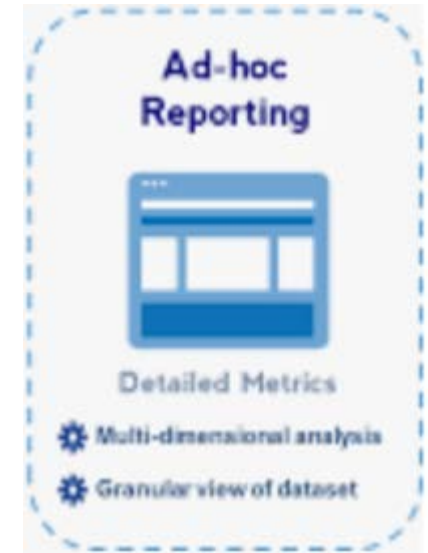 Ad-hoc
Reporting
Detailed Metrics
Multi-dimensional analysis
Granular view of dataset